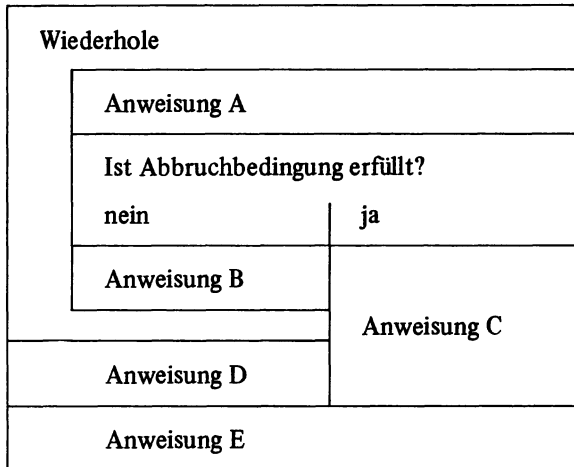 Wiederhole
Anweisung A
Ist Abbruchbedingung erfüllt?
nein ja
Anweisung B
Anweisung C
Anweisung D
Anweisung E